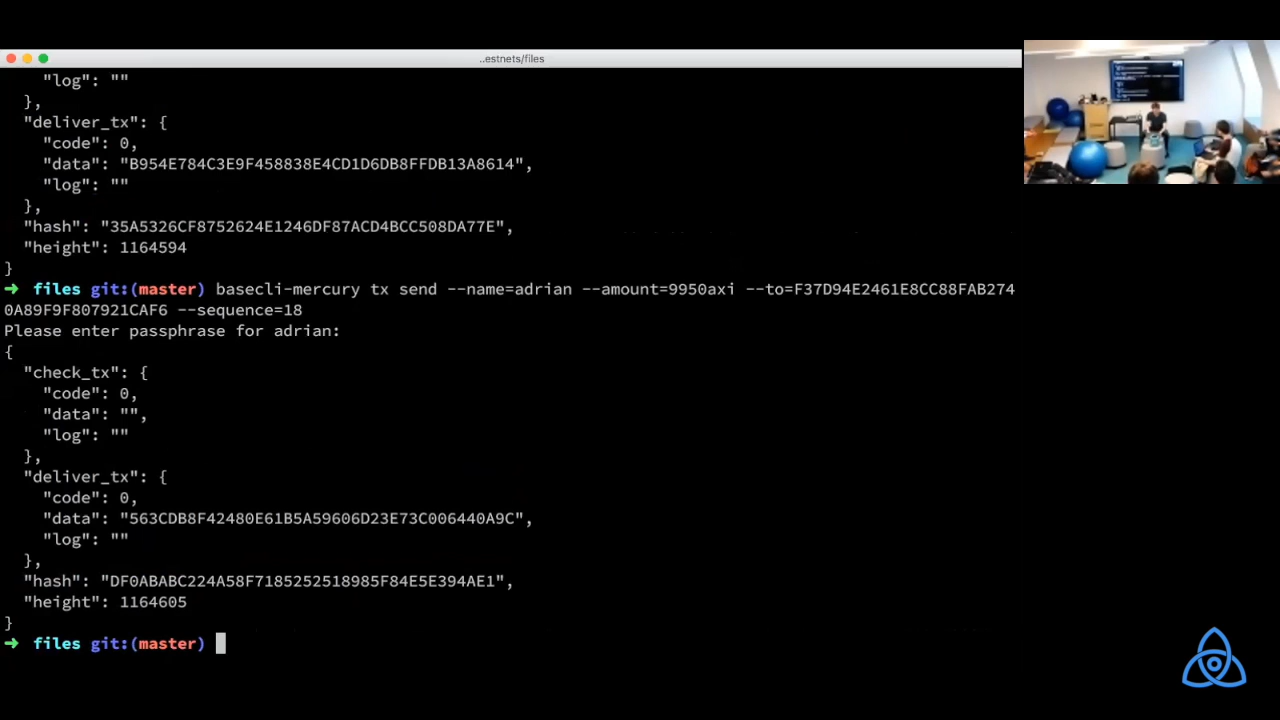 ..estnets/files
"log": ""
},
"deliver_tx": {
"code": 0,
"data": "B954E784C3E9F458838E4CD1D6DB8FFDB13A8614",
"log": ""
},
"hash": "35A5326CF8752624E1246DF87ACD4BCC508DA77E",
"height": 1164594
}
➜ files git:(master) basecli-mercury tx send --name=adrian --amount=9950axi --to=F37D94E2461E8CC88FAB274
0A89F9F807921CAF6 --sequence=18
Please enter passphrase for adrian:
{
"check_tx": {
"code": 0,
"data": "",
"log": ""
},
"deliver_tx": {
"code": 0,
"data": "563CDB8F42480E61B5A59606D23E73C006440A9C",
"log": ""
},
"hash": "DF0ABABC224A58F7185252518985F84E5E394AE1",
"height": 1164605
}
➜ files git:(master)